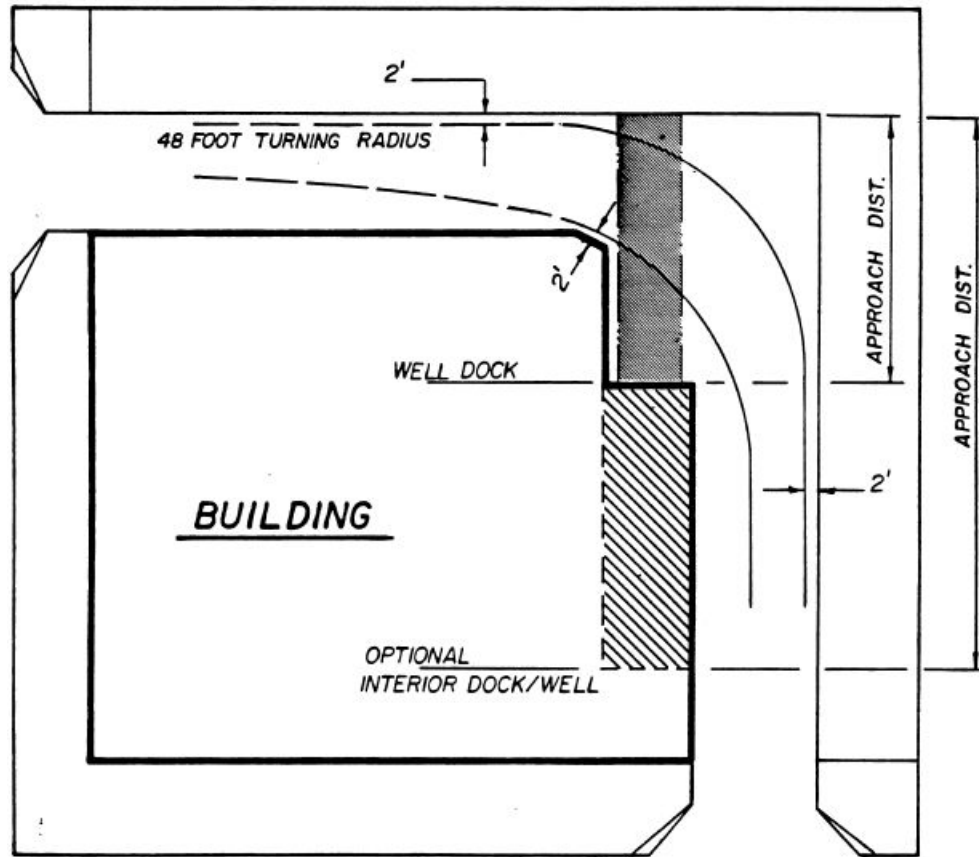 2'
48 FOOT TURNING RADIUS
2'
APPROACH DIST.
APPROACH DIST.
WELL DOCK
2'
BUILDING
OPTIONAL
INTERIOR DOCK/WELL